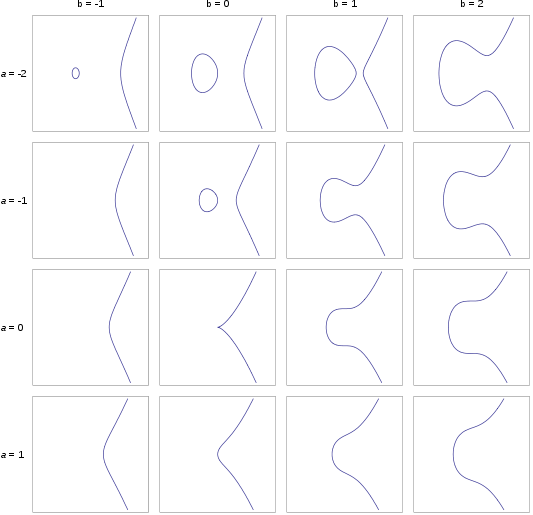 b = -1 b = 0 b = 1 b = 2
a = -2
a = -1
a = 0
a = 1